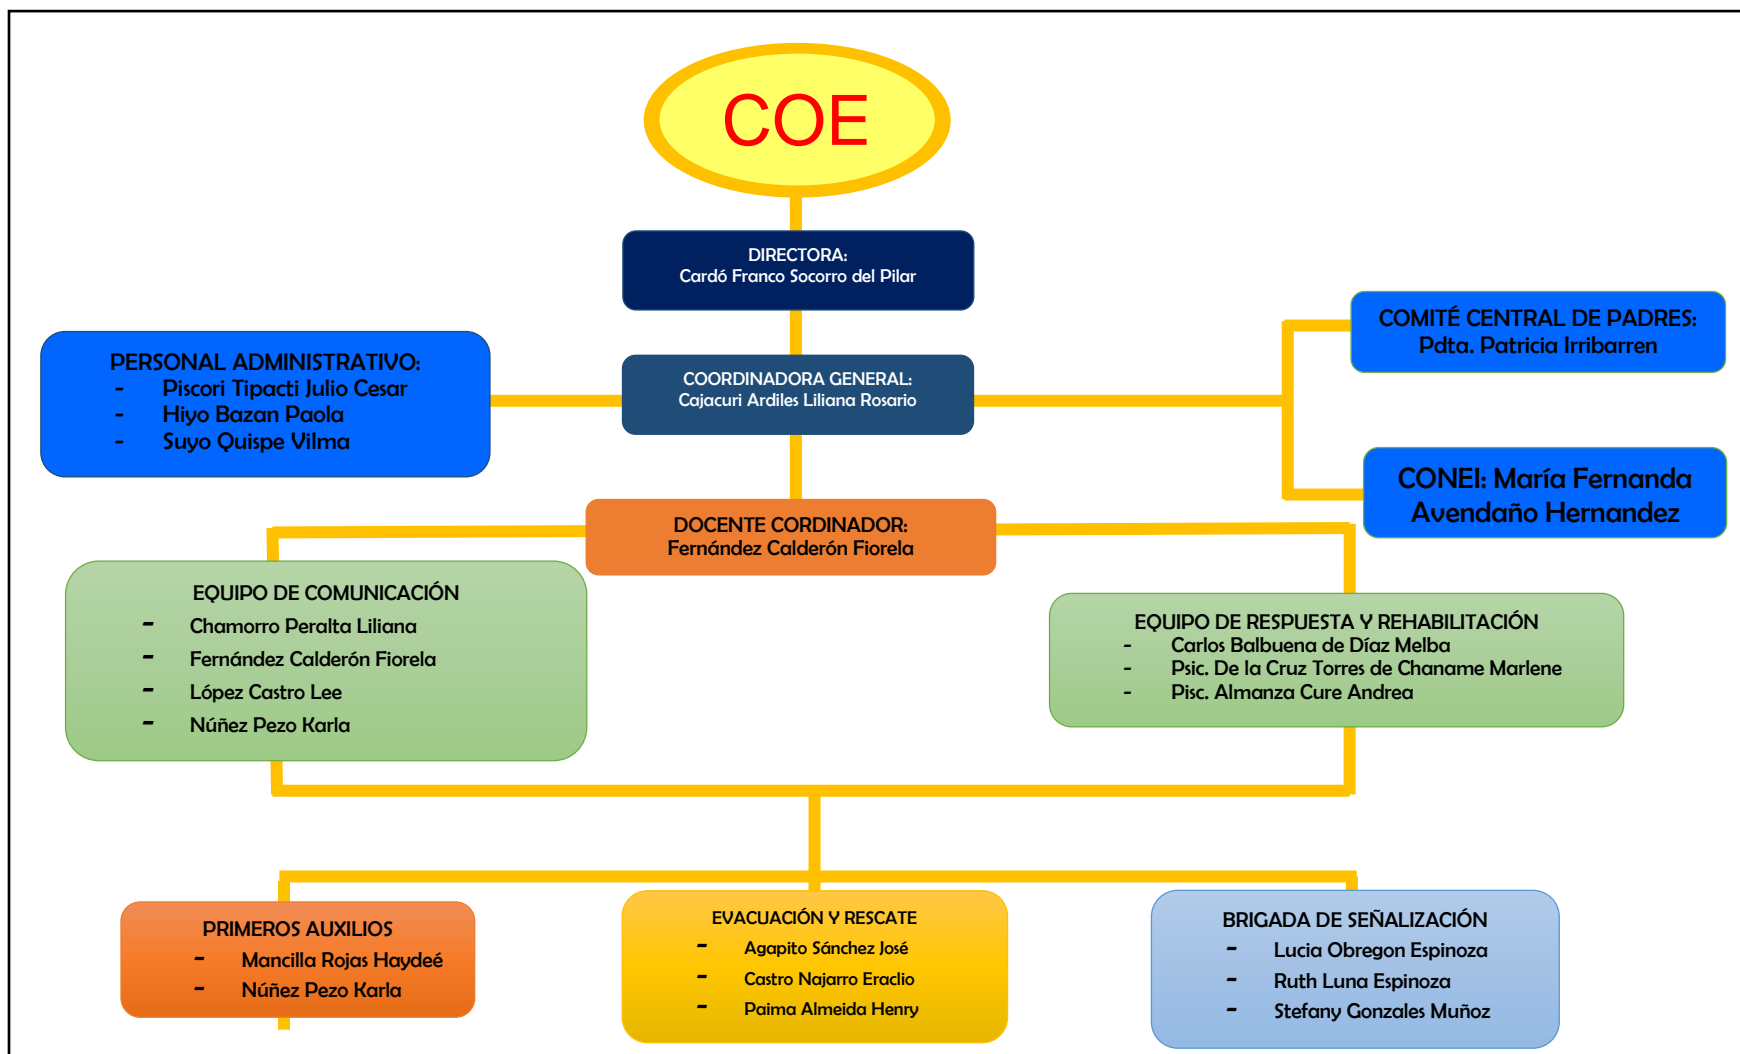 COE
DIRECTORA:
Cardó Franco Socorro del Pilar
PERSONAL ADMINISTRATIVO:
- Piscori Tipacti Julio Cesar
- Hiyo Bazan Paola
- Suyo Quispe Vilma
COORDINADORA GENERAL:
Cajacuri Ardiles Liliana Rosario
COMITÉ CENTRAL DE PADRES:
Pdta. Patricia Irribarren
CONEI: María Fernanda
Avendaño Hernandez
DOCENTE CORDINADOR:
Fernández Calderón Fiorela
EQUIPO DE COMUNICACIÓN
- Chamorro Peralta Liliana
- Fernández Calderón Fiorela
- López Castro Lee
- Núñez Pezo Karla
EQUIPO DE RESPUESTA Y REHABILITACIÓN
- Carlos Balbuena de Díaz Melba
- Psic. De la Cruz Torres de Chaname Marlene
- Pisc. Almanza Cure Andrea
PRIMEROS AUXILIOS
- Mancilla Rojas Haydeé
- Núñez Pezo Karla
EVACUACIÓN Y RESCATE
- Agapito Sánchez José
- Castro Najarro Eraclio
- Paima Almeida Henry
BRIGADA DE SEÑALIZACIÓN
- Lucia Obregon Espinoza
- Ruth Luna Espinoza
- Stefany Gonzales Muñoz